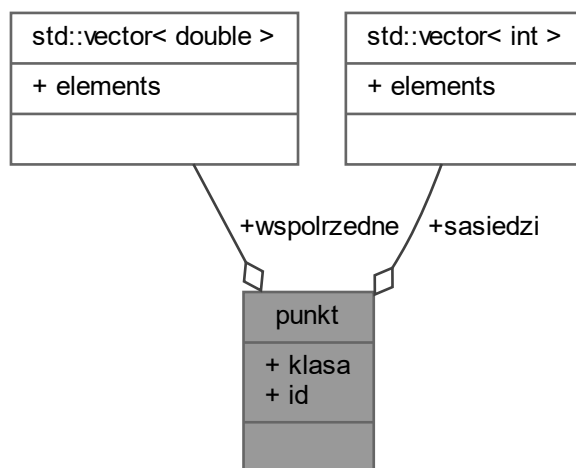 std::vector< double >
+ elements
std::vector< int >
+ elements
+wspolrzedne
+sasiedzi
punkt
+ klasa
+ id